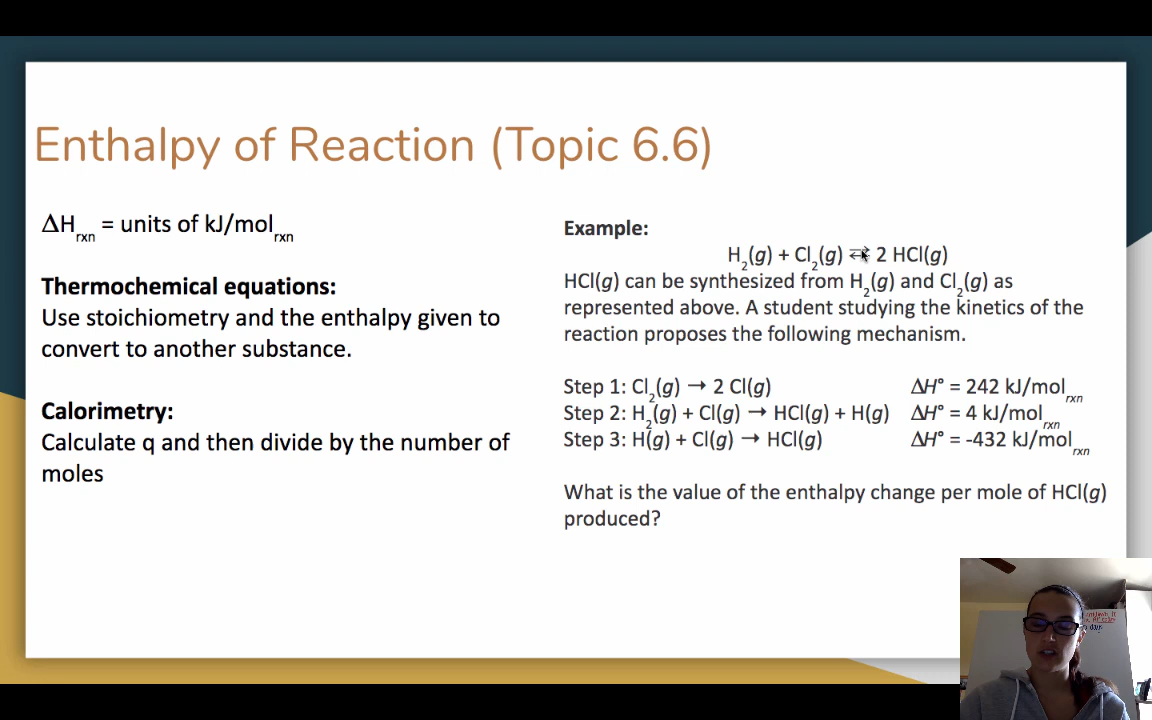 Enthalpy of Reaction (Topic 6.6)
ΔHrxn = units of kJ/molrxn
Thermochemical equations:
Use stoichiometry and the enthalpy given to
convert to another substance.
Calorimetry:
Calculate q and then divide by the number of
moles
Example:
H2(g) + Cl2(g) ⇄ 2 HCl(g)
HCl(g) can be synthesized from H2(g) and Cl2(g) as
represented above. A student studying the kinetics of the
reaction proposes the following mechanism.
Step 1: Cl2(g) → 2 Cl(g) ΔH° = 242 kJ/molrxn
Step 2: H2(g) + Cl(g) → HCl(g) + H(g) ΔH° = 4 kJ/molrxn
Step 3: H(g) + Cl(g) → HCl(g) ΔH° = -432 kJ/molrxn
What is the value of the enthalpy change per mole of HCl(g)
produced?